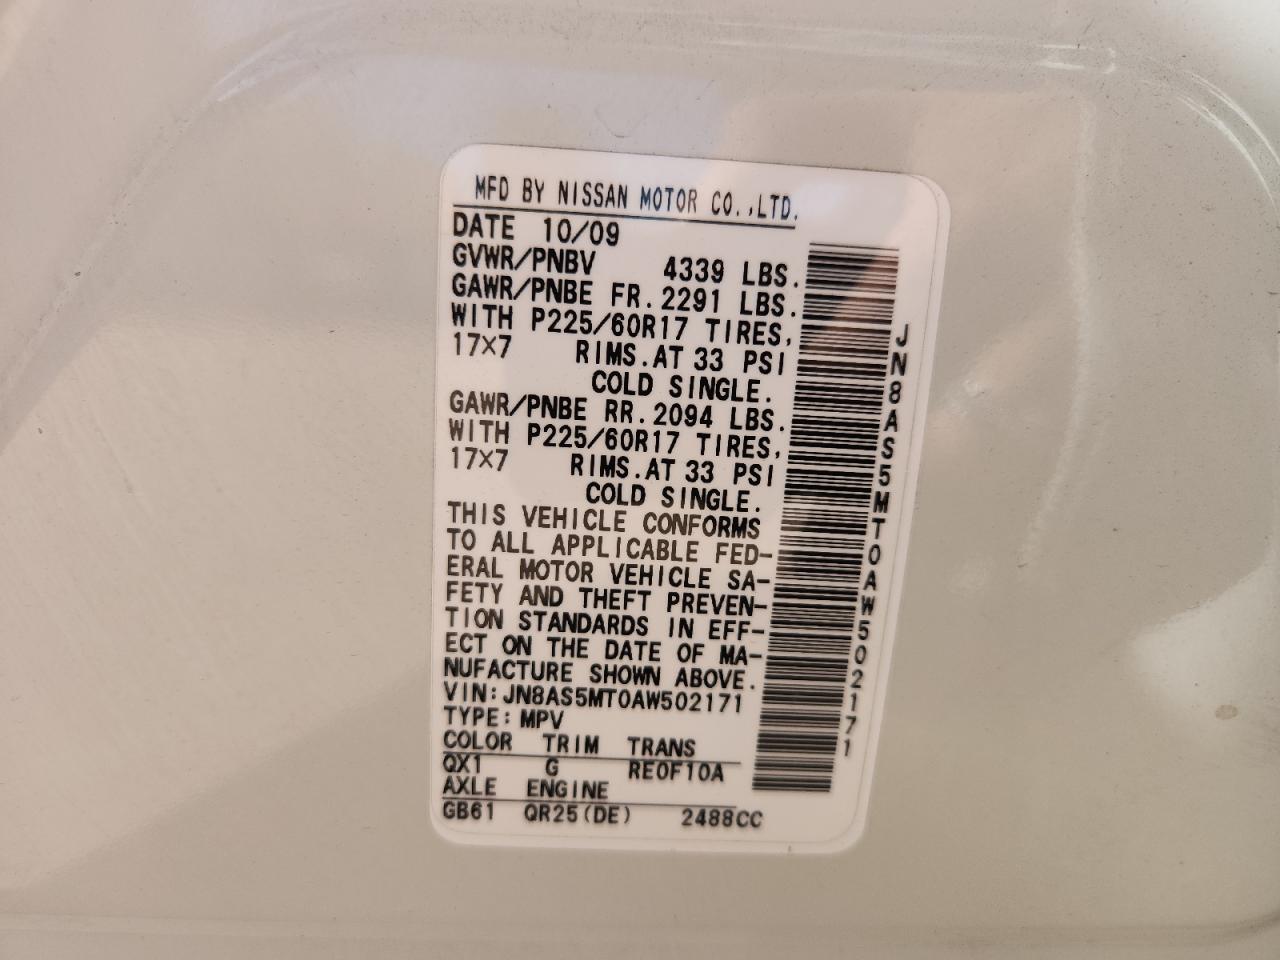 MFD BY NISSAN MOTOR CO.,LTD.
DATE 10/09
GVWR/PNBV 4339 LBS.
GAWR/PNBE FR.2291 LBS.
WITH P225/60R17 TIRES,
17X7 RIMS.AT 33 PSI
COLD SINGLE.
GAWR/PNBE RR.2094 LBS.
WITH P225/60R17 TIRES,
17X7 RIMS.AT 33 PSI
COLD SINGLE.
THIS VEHICLE CONFORMS
TO ALL APPLICABLE FED-
ERAL MOTOR VEHICLE SA-
FETY AND THEFT PREVEN-
TION STANDARDS IN EFF-
ECT ON THE DATE OF MA-
NUFACTURE SHOWN ABOVE.
VIN:JN8AS5MT0AW502171
TYPE:MPV
COLOR TRIM TRANS
QX1 G RE0F10A
AXLE ENGINE
GB61 QR25(DE) 2488CC
JN8AS5MT0AW502171